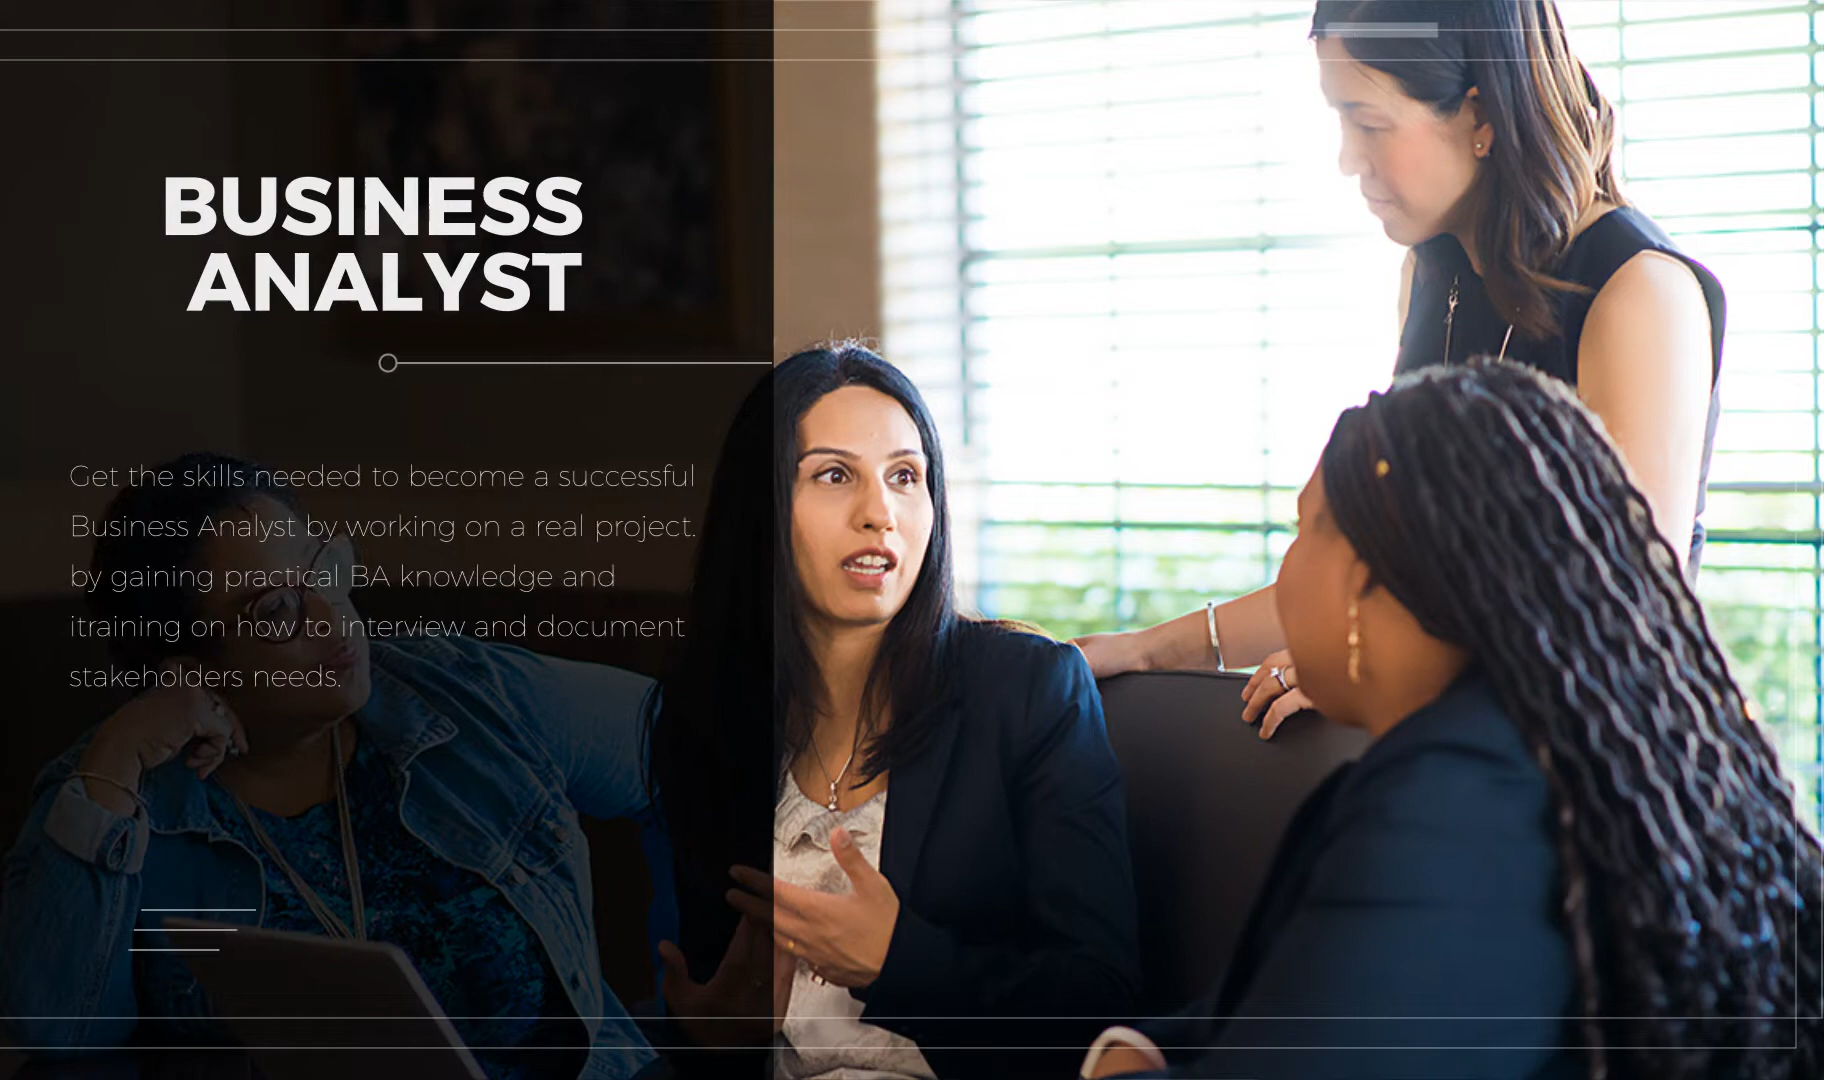 BUSINESS
ANALYST
Get the skills needed to become a successful
Business Analyst by working on a real project.
by gaining practical BA knowledge and
itraining on how to interview and document
stakeholders needs.